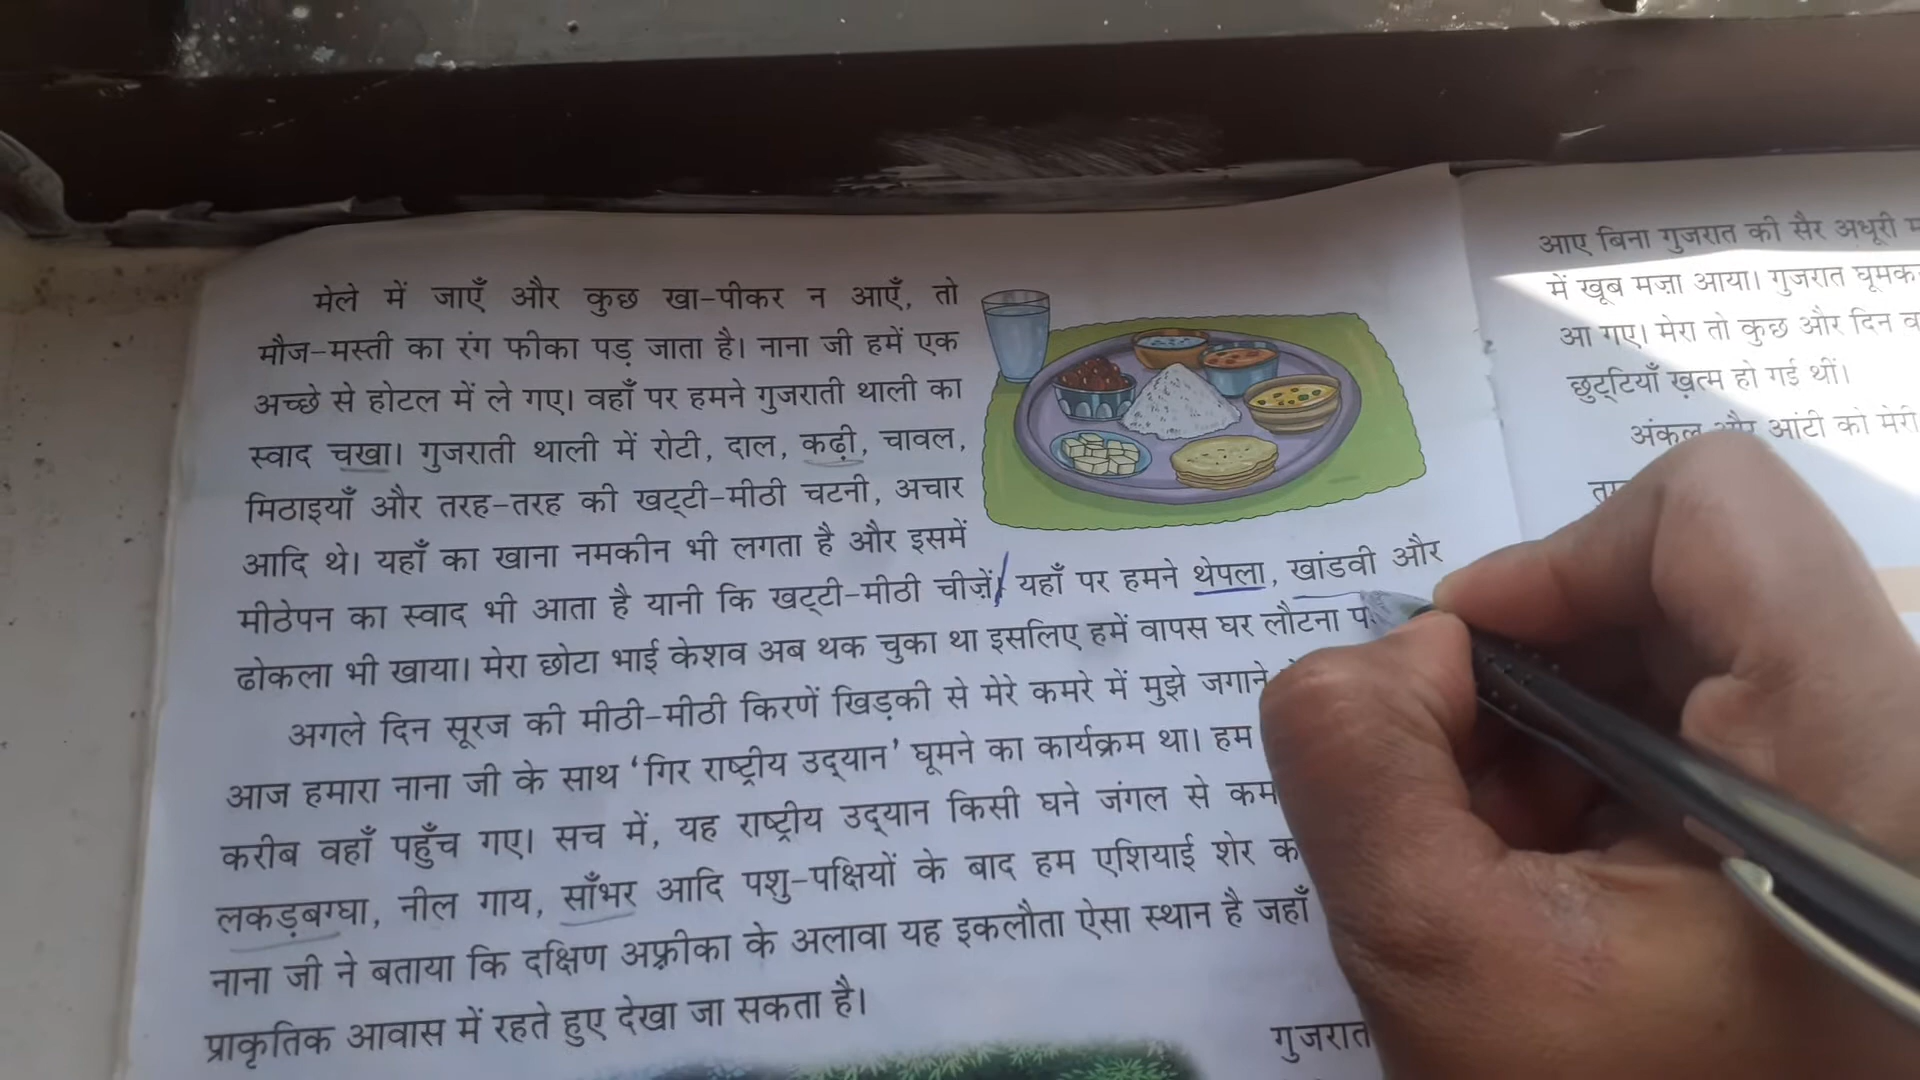 मेले में जाएँ और कुछ खा-पीकर न आएँ, तो
मौज-मस्ती का रंग फीका पड़ जाता है। नाना जी हमें एक
अच्छे से होटल में ले गए। वहाँ पर हमने गुजराती थाली का
स्वाद चखा। गुजराती थाली में रोटी, दाल, कढ़ी, चावल,
मिठाइयाँ और तरह-तरह की खट्टी-मीठी चटनी, अचार
आदि थे। यहाँ का खाना नमकीन भी लगता है और इसमें
मीठेपन का स्वाद भी आता है यानी कि खट्टी-मीठी चीज़ें। यहाँ पर हमने थेपला, खांडवी और
ढोकला भी खाया। मेरा छोटा भाई केशव अब थक चुका था इसलिए हमें वापस घर लौटना
अगले दिन सूरज की मीठी-मीठी किरणें खिड़की से मेरे कमरे में मुझे जगाने
आज हमारा नाना जी के साथ 'गिर राष्ट्रीय उद्यान' घूमने का कार्यक्रम था। हम
करीब वहाँ पहुँच गए। सच में, यह राष्ट्रीय उद्यान किसी घने जंगल से कम
लकड़बग्घा, नील गाय, साँभर आदि पशु-पक्षियों के बाद हम एशियाई शेर
नाना जी ने बताया कि दक्षिण अफ़्रीका के अलावा यह इकलौता ऐसा स्थान है जहाँ
प्राकृतिक आवास में रहते हुए देखा जा सकता है।
गुजरात
आए बिना गुजरात की सैर अधूरी
में खूब मज़ा आया। गुजरात घूमक
आ गए। मेरा तो कुछ और दिन
छुट्टियाँ ख़त्म हो गई थीं।
अंकल और आंटी को मेरी